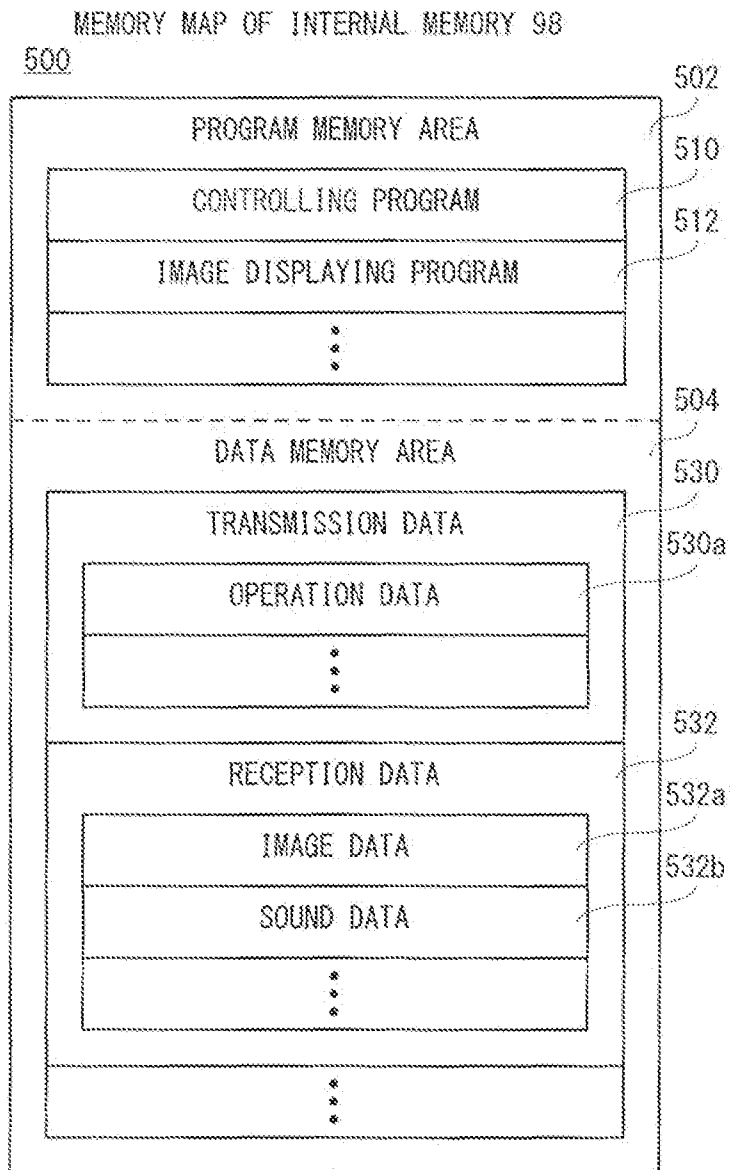 MEMORY MAP OF INTERNAL MEMORY 98
500
502
PROGRAM MEMORY AREA
510
CONTROLLING PROGRAM
512
IMAGE DISPLAYING PROGRAM
504
DATA MEMORY AREA
530
TRANSMISSION DATA
530a
OPERATION DATA
532
RECEPTION DATA
532a
IMAGE DATA
532b
SOUND DATA